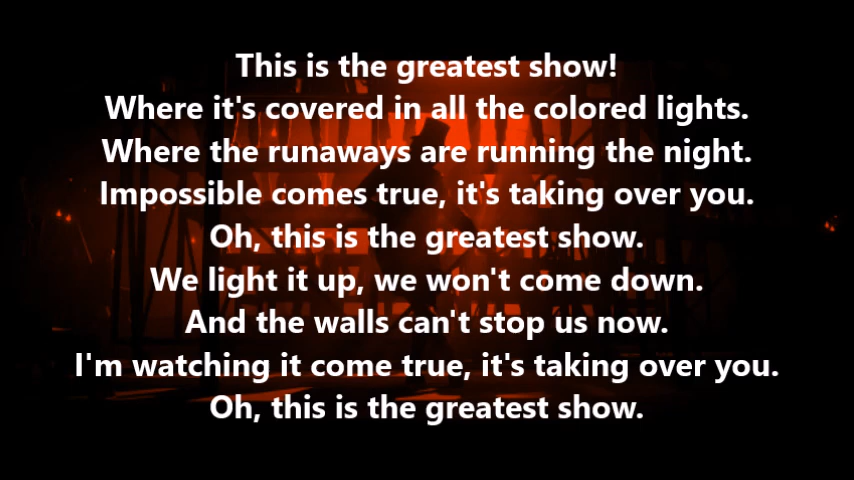 This is the greatest show!
Where it's covered in all the colored lights.
Where the runaways are running the night.
Impossible comes true, it's taking over you.
Oh, this is the greatest show.
We light it up, we won't come down.
And the walls can't stop us now.
I'm watching it come true, it's taking over you.
Oh, this is the greatest show.